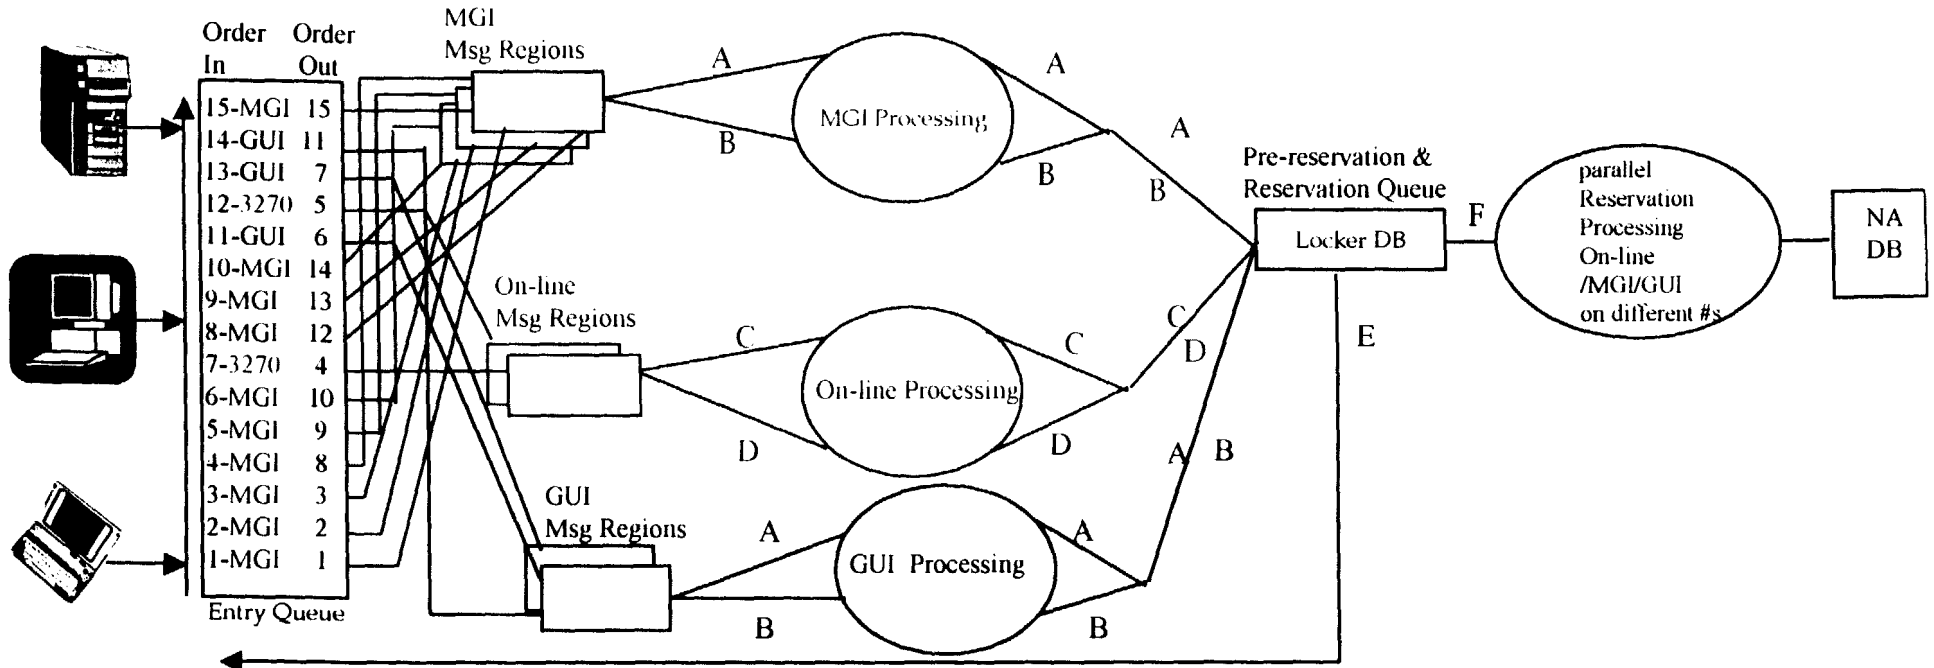 Order Order
In Out
15-MGI 15
14-GUI 11
13-GUI 7
12-3270 5
11-GUI 6
10-MGI 14
9-MGI 13
8-MGI 12
7-3270 4
6-MGI 10
5-MGI 9
4-MGI 8
3-MGI 3
2-MGI 2
1-MGI 1
Entry Queue
MGI
Msg Regions
A
B
MGI Processing
A
B
A
B
On-line
Msg Regions
C
D
On-line Processing
C
D
C
D
GUI
Msg Regions
A
B
GUI Processing
A
B
A
B
Pre-reservation &
Reservation Queue
Locker DB
E
F
parallel
Reservation
Processing
On-line
/MGI/GUI
on different #s
NA
DB